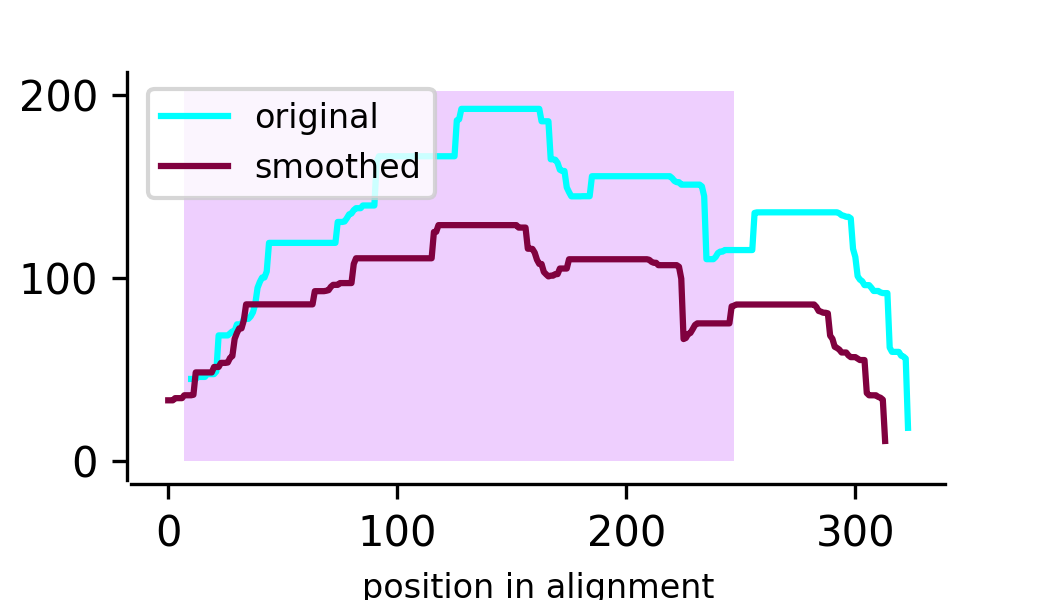 200
100
0
original
smoothed
0 100 200 300
position in alignment